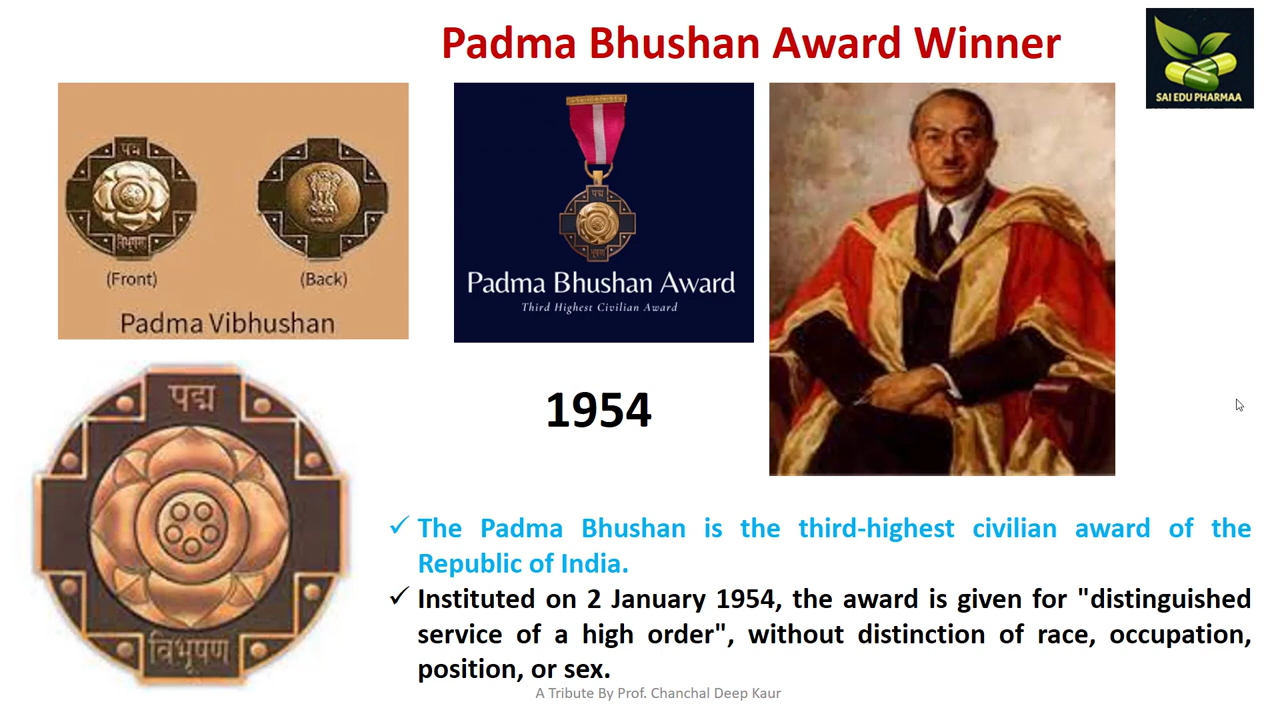 Padma Bhushan Award Winner
SAI EDU PHARMAA
पद्म
विभूषण
(Front)
(Back)
Padma Vibhushan
पद्म
भूषण
Padma Bhushan Award
Third Highest Civilian Award
1954
पद्म
विभूषण
✓ The Padma Bhushan is the third-highest civilian award of the
Republic of India.
✓ Instituted on 2 January 1954, the award is given for "distinguished
service of a high order", without distinction of race, occupation,
position, or sex.
A Tribute By Prof. Chanchal Deep Kaur